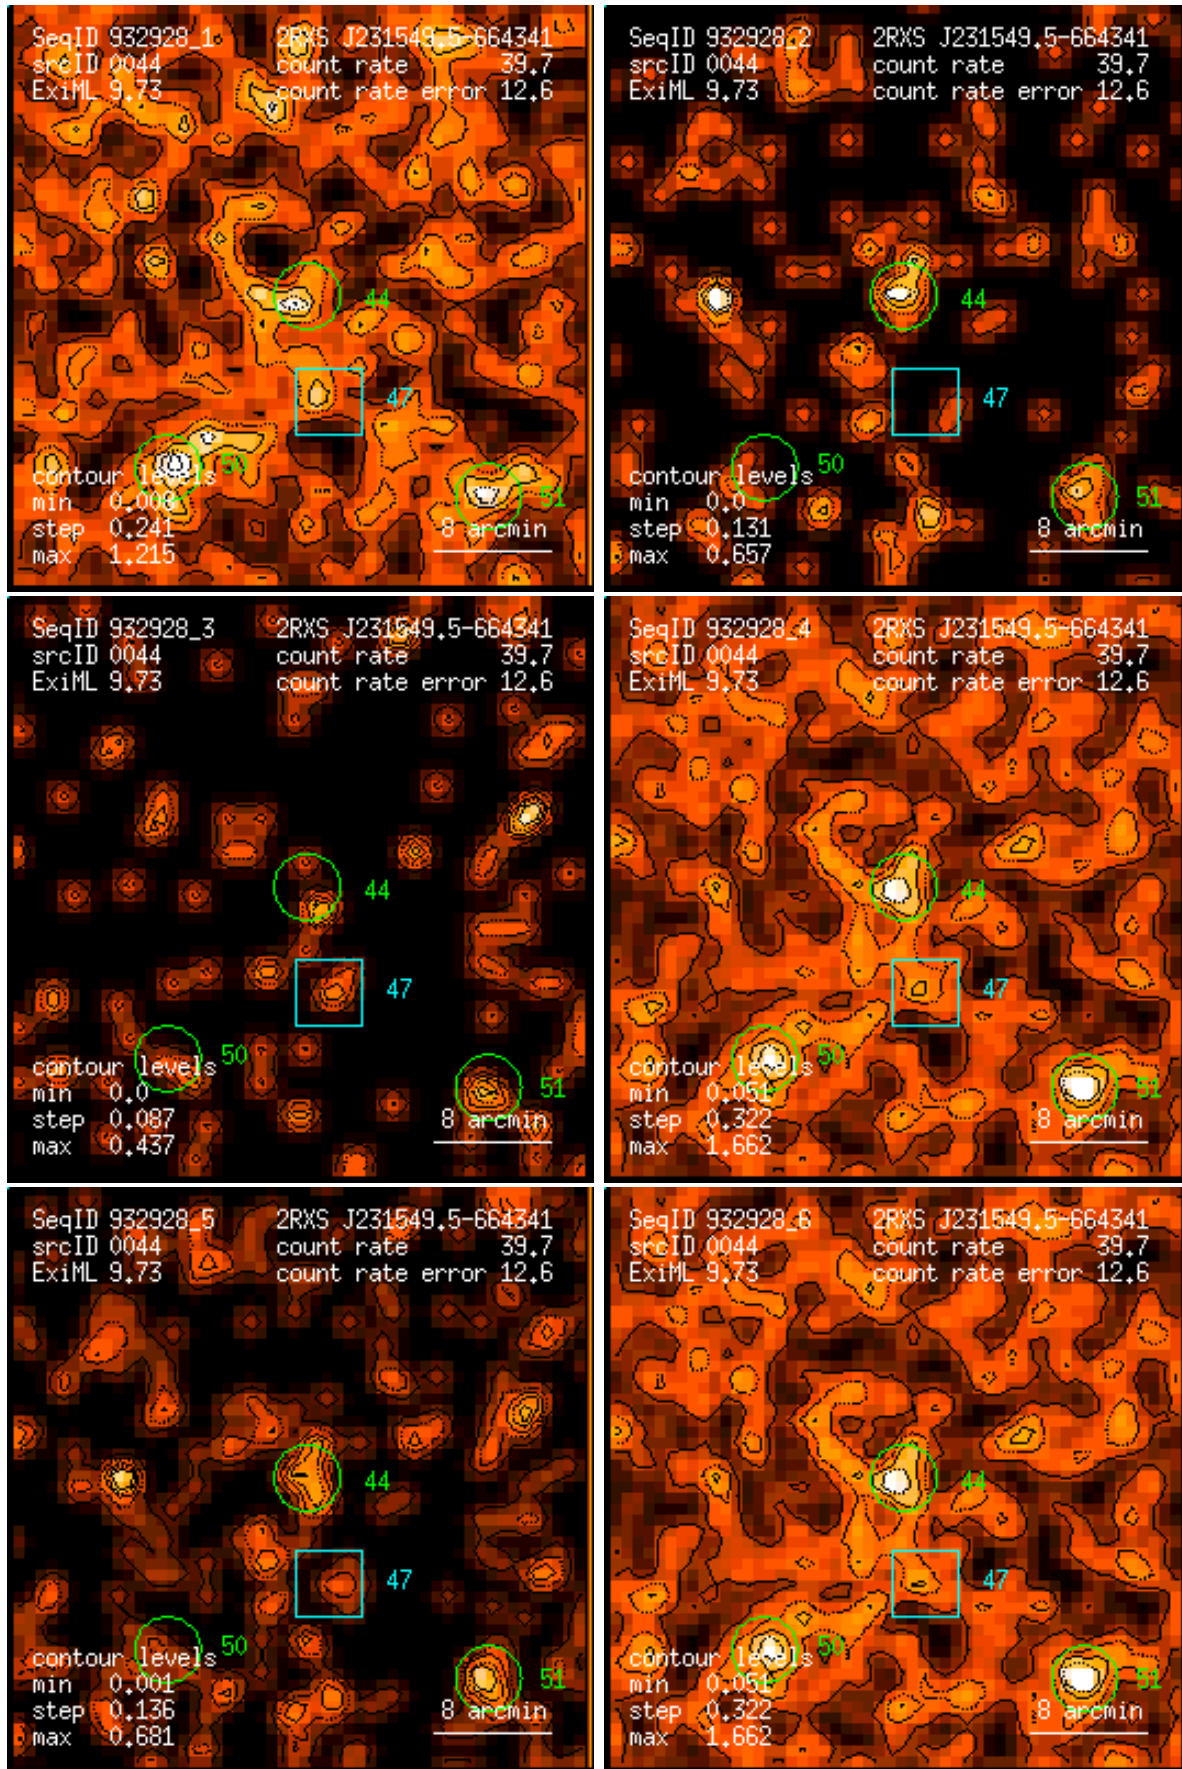 SeqID 932928_1 2RXS J231549.5-664341
srcID 0044 count rate 39.7
ExiML 9.73 count rate error 12.6
44
47
50
contour levels
min 0.008
51
step 0.241 8 arcmin
max 1.215
SeqID 932928_2 2RXS J231549.5-664341
srcID 0044 count rate 39.7
ExiML 9.73 count rate error 12.6
44
47
50
contour levels
min 0.0
51
step 0.131 8 arcmin
max 0.657
SeqID 932928_3 2RXS J231549.5-664341
srcID 0044 count rate 39.7
ExiML 9.73 count rate error 12.6
44
47
50
contour levels
min 0.0
51
step 0.087 8 arcmin
max 0.437
SeqID 932928_4 2RXS J231549.5-664341
srcID 0044 count rate 39.7
ExiML 9.73 count rate error 12.6
44
47
50
contour levels
min 0.051
51
step 0.322 8 arcmin
max 1.662
SeqID 932928_5 2RXS J231549.5-664341
srcID 0044 count rate 39.7
ExiML 9.73 count rate error 12.6
44
47
50
contour levels
min 0.001
51
step 0.136 8 arcmin
max 0.681
SeqID 932928_6 2RXS J231549.5-664341
srcID 0044 count rate 39.7
ExiML 9.73 count rate error 12.6
44
47
50
contour levels
min 0.051
51
step 0.322 8 arcmin
max 1.662